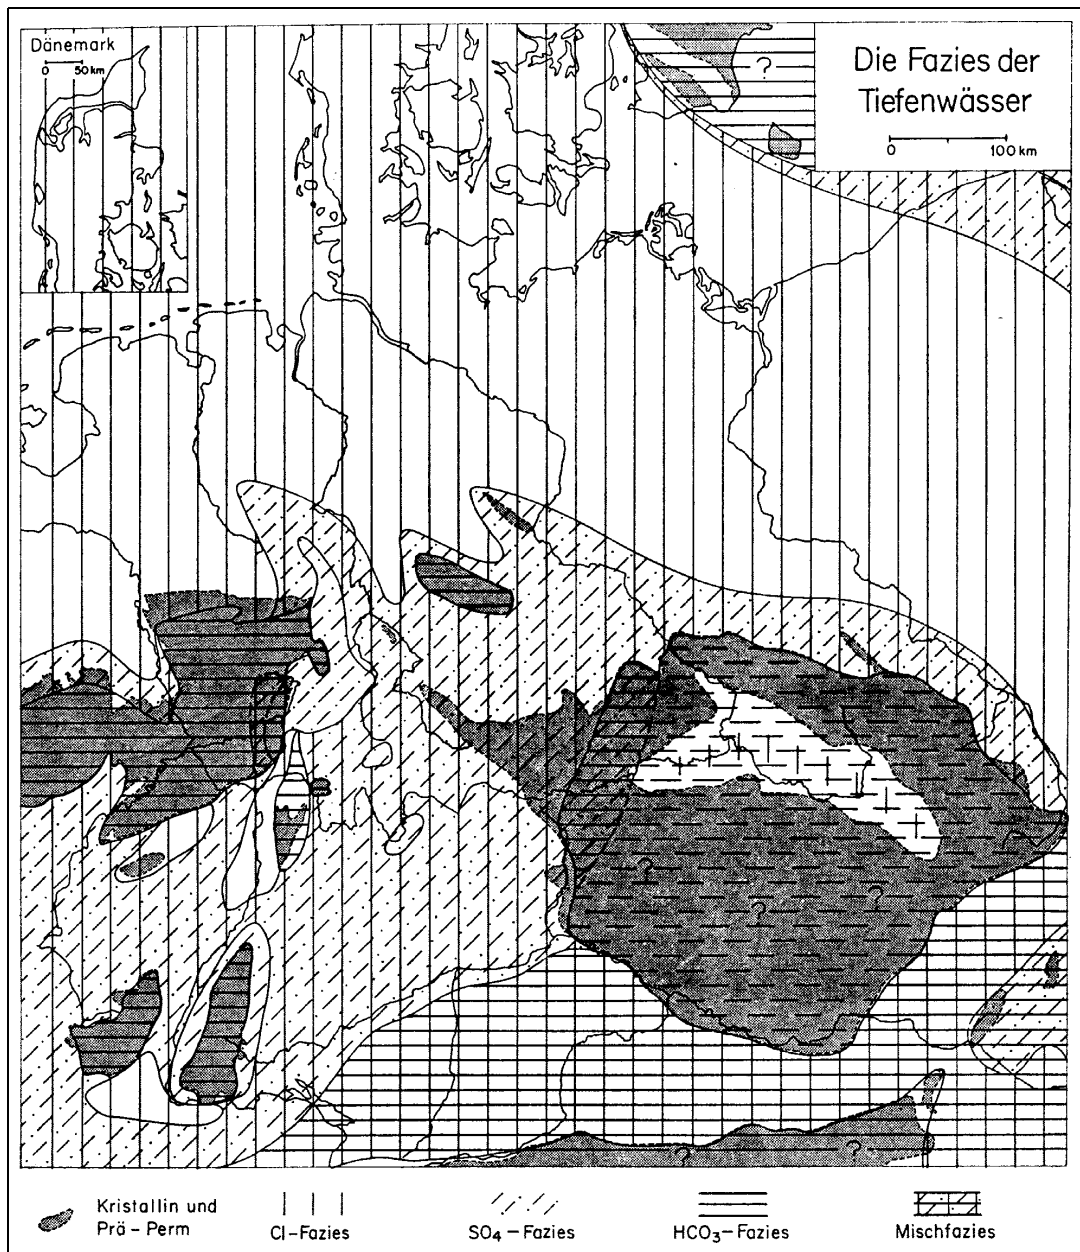 Dänemark
0 50 km
Die Fazies der
Tiefenwässer
0 100 km
?
?
?
?
?
?
Kristallin und
Prä - Perm
Cl - Fazies
SO₄ - Fazies
HCO₃ - Fazies
Mischfazies